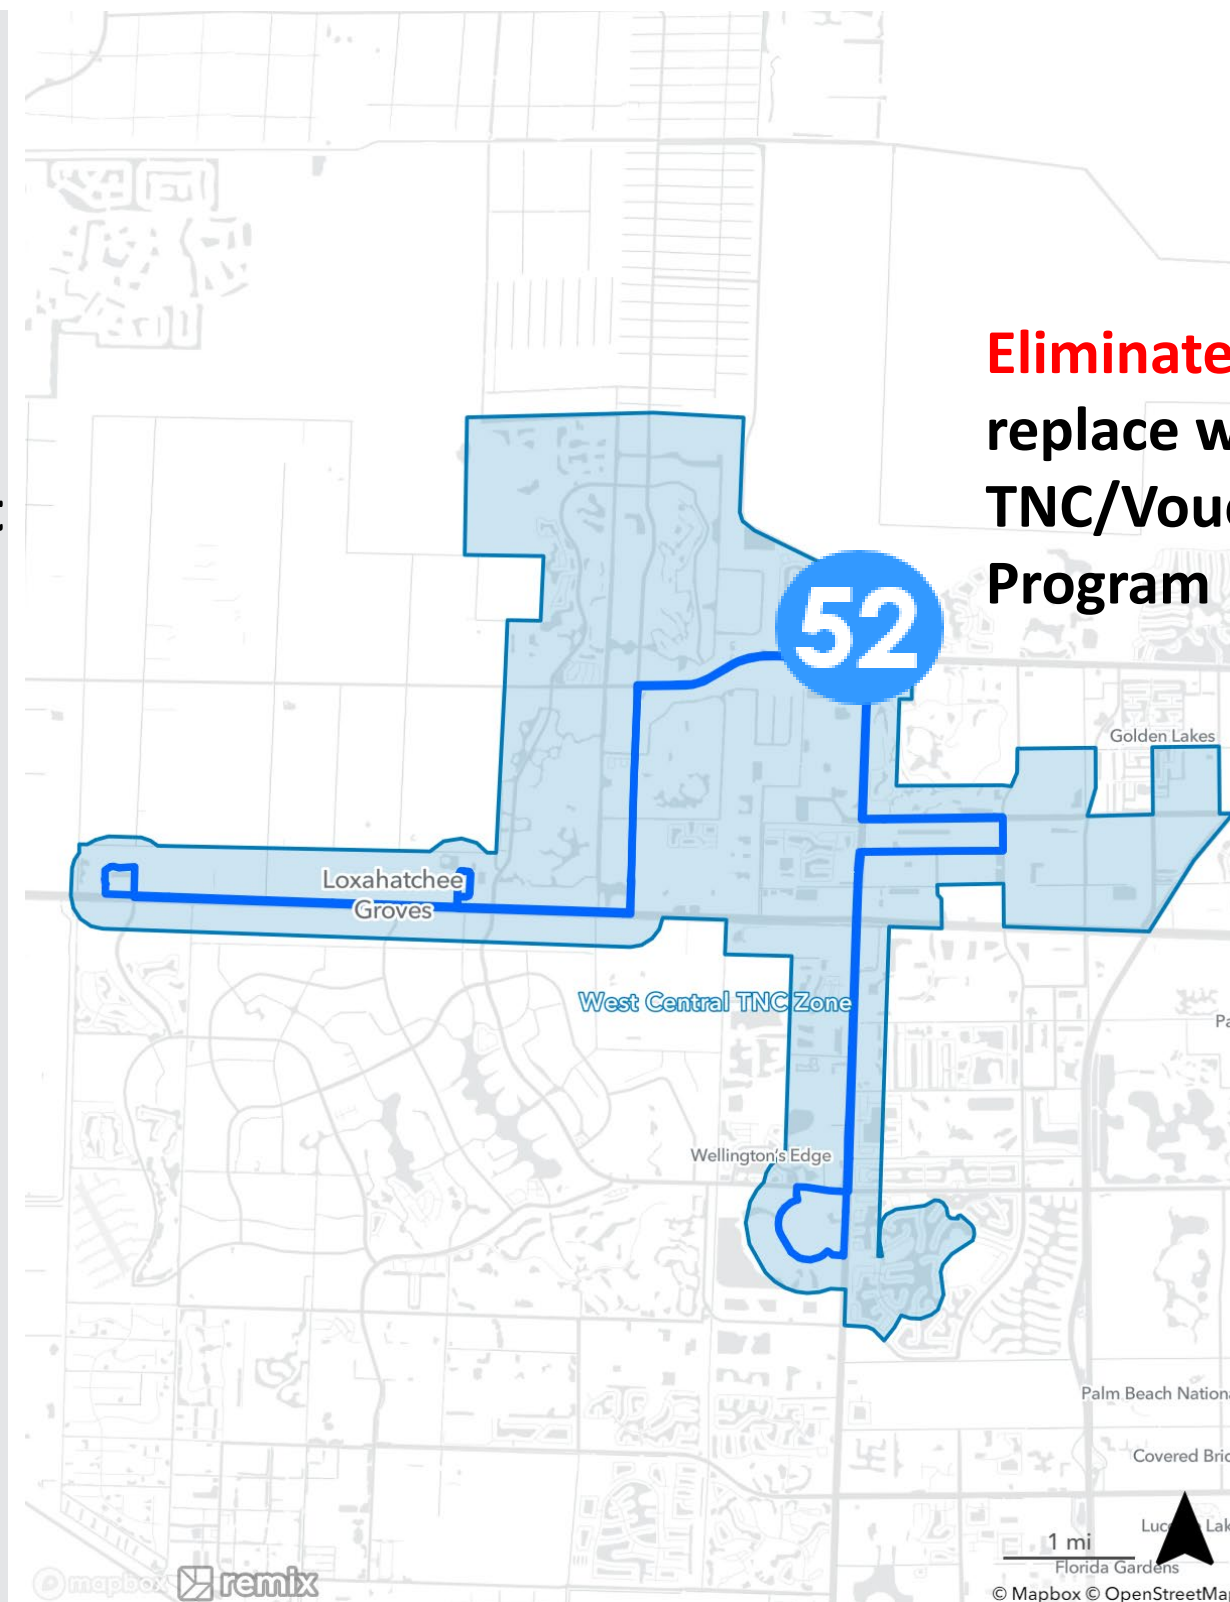 Eliminate
replace w
TNC/Vou
Program
52
Golden Lakes
Loxahatchee
Groves
West Central TNC Zone
Wellington's Edge
Palm Beach Nation
Covered Bri
1 mi
Florida Gardens
mapbox remix
© Mapbox © OpenStreetMa